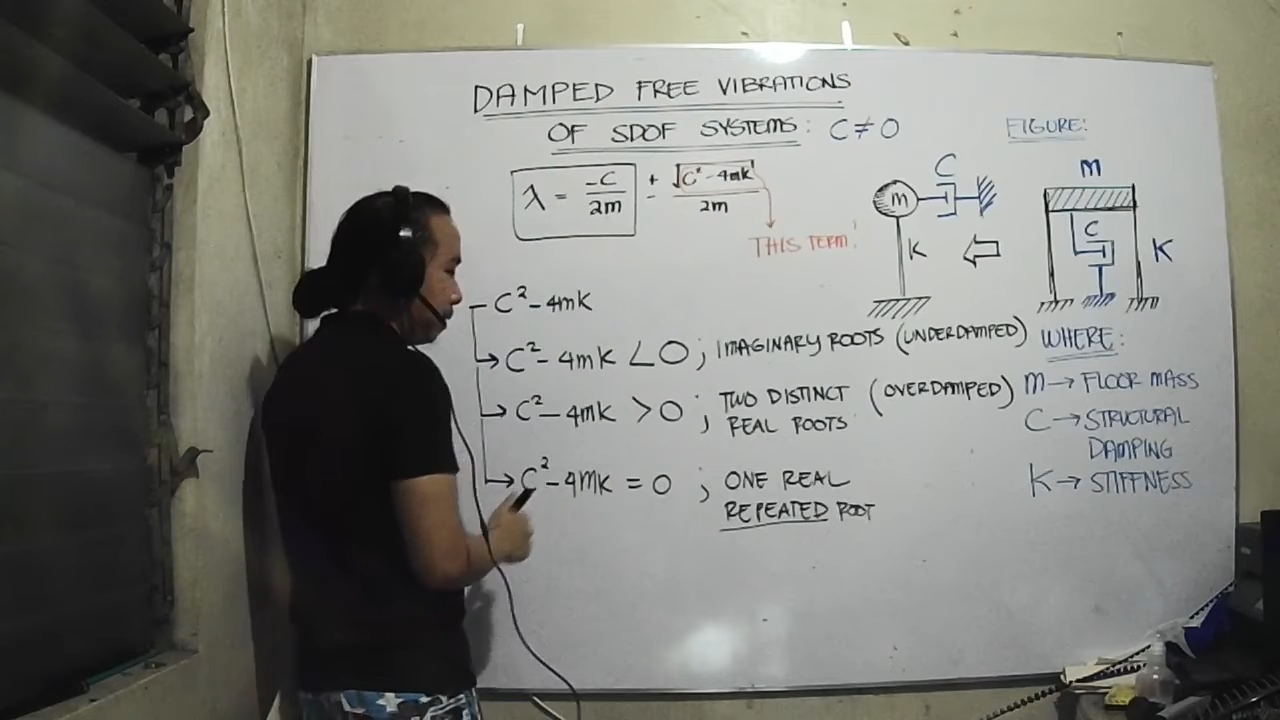 DAMPED FREE VIBRATIONS
OF SDOF SYSTEMS: C≠0
λ = -C/2m ± √C²-4mk/2m
THIS TERM!
FIGURE:
C
m
K
m
C
K
C²-4mk
C²-4mk <0; IMAGINARY ROOTS (UNDERDAMPED)
C²-4mk >0; TWO DISTINCT REAL ROOTS (OVERDAMPED)
C²-4mk = 0; ONE REAL
REPEATED ROOT
WHERE:
m→ FLOOR MASS
C→ STRUCTURAL
DAMPING
K→ STIFFNESS